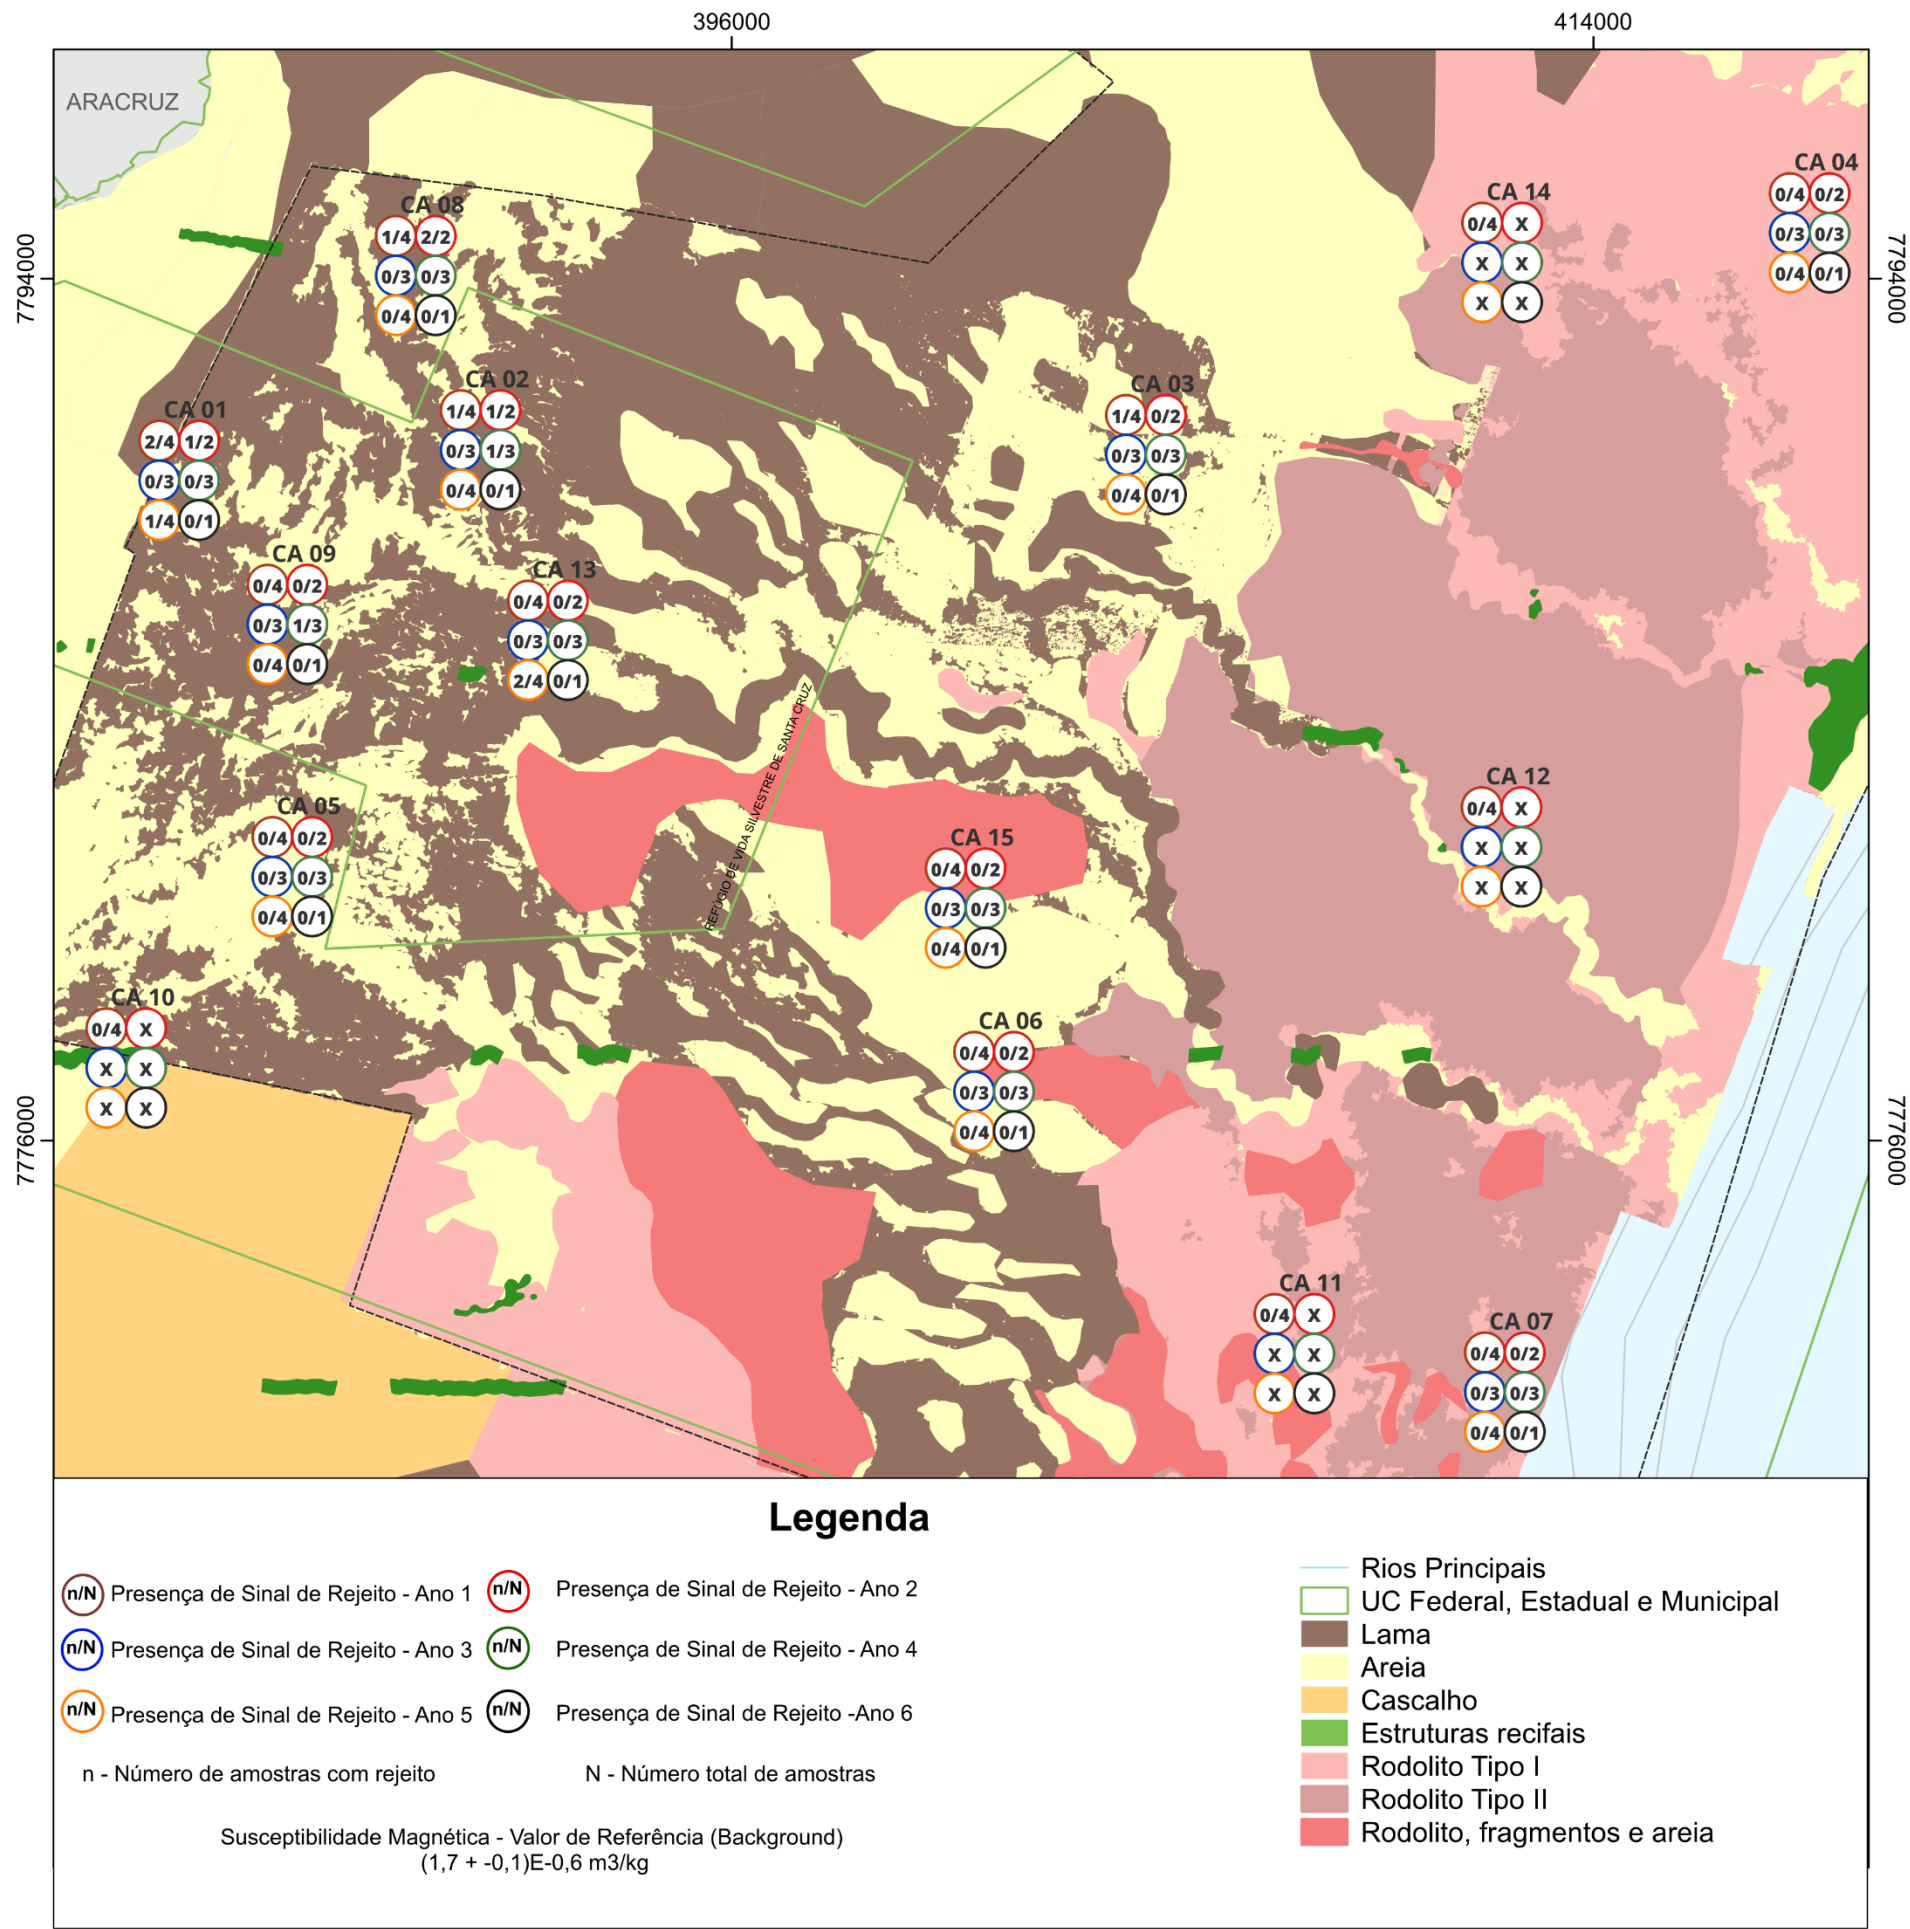 396000
414000
ARACRUZ
7794000
7794000
CA 04
0/4 0/2
0/3 0/3
0/4 0/1
CA 14
0/4 X
X X
X X
CA 08
1/4 2/2
0/3 0/3
0/4 0/1
CA 02
1/4 1/2
0/3 1/3
0/4 0/1
CA 03
1/4 0/2
0/3 0/3
0/4 0/1
CA 01
2/4 1/2
0/3 0/3
1/4 0/1
CA 09
0/4 0/2
0/3 1/3
0/4 0/1
CA 13
0/4 0/2
0/3 0/3
2/4 0/1
REFÚGIO DE VIDA SILVESTRE DE SANTA CRUZ
CA 12
0/4 X
X X
X X
CA 05
0/4 0/2
0/3 0/3
0/4 0/1
CA 15
0/4 0/2
0/3 0/3
0/4 0/1
CA 10
0/4 X
X X
X X
CA 06
0/4 0/2
0/3 0/3
0/4 0/1
7776000
7776000
CA 11
0/4 X
X X
X X
CA 07
0/4 0/2
0/3 0/3
0/4 0/1
Legenda
n/N Presença de Sinal de Rejeito - Ano 1
n/N Presença de Sinal de Rejeito - Ano 2
n/N Presença de Sinal de Rejeito - Ano 3
n/N Presença de Sinal de Rejeito - Ano 4
n/N Presença de Sinal de Rejeito - Ano 5
n/N Presença de Sinal de Rejeito -Ano 6
n - Número de amostras com rejeito
N - Número total de amostras
Susceptibilidade Magnética - Valor de Referência (Background)
(1,7 + -0,1)E-0,6 m3/kg
Rios Principais
UC Federal, Estadual e Municipal
Lama
Areia
Cascalho
Estruturas recifais
Rodolito Tipo I
Rodolito Tipo II
Rodolito, fragmentos e areia